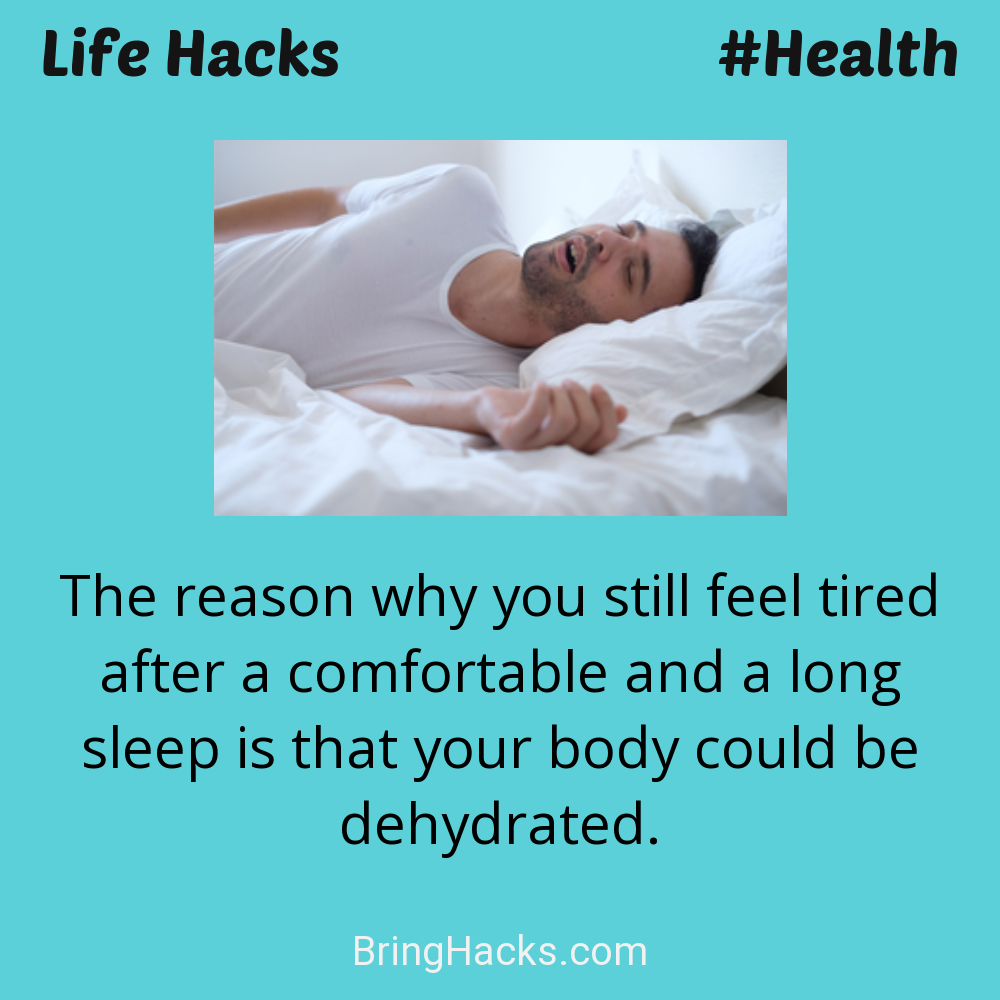 Life Hacks
#Health
The reason why you still feel tired
after a comfortable and a long
sleep is that your body could be
dehydrated.
BringHacks.com